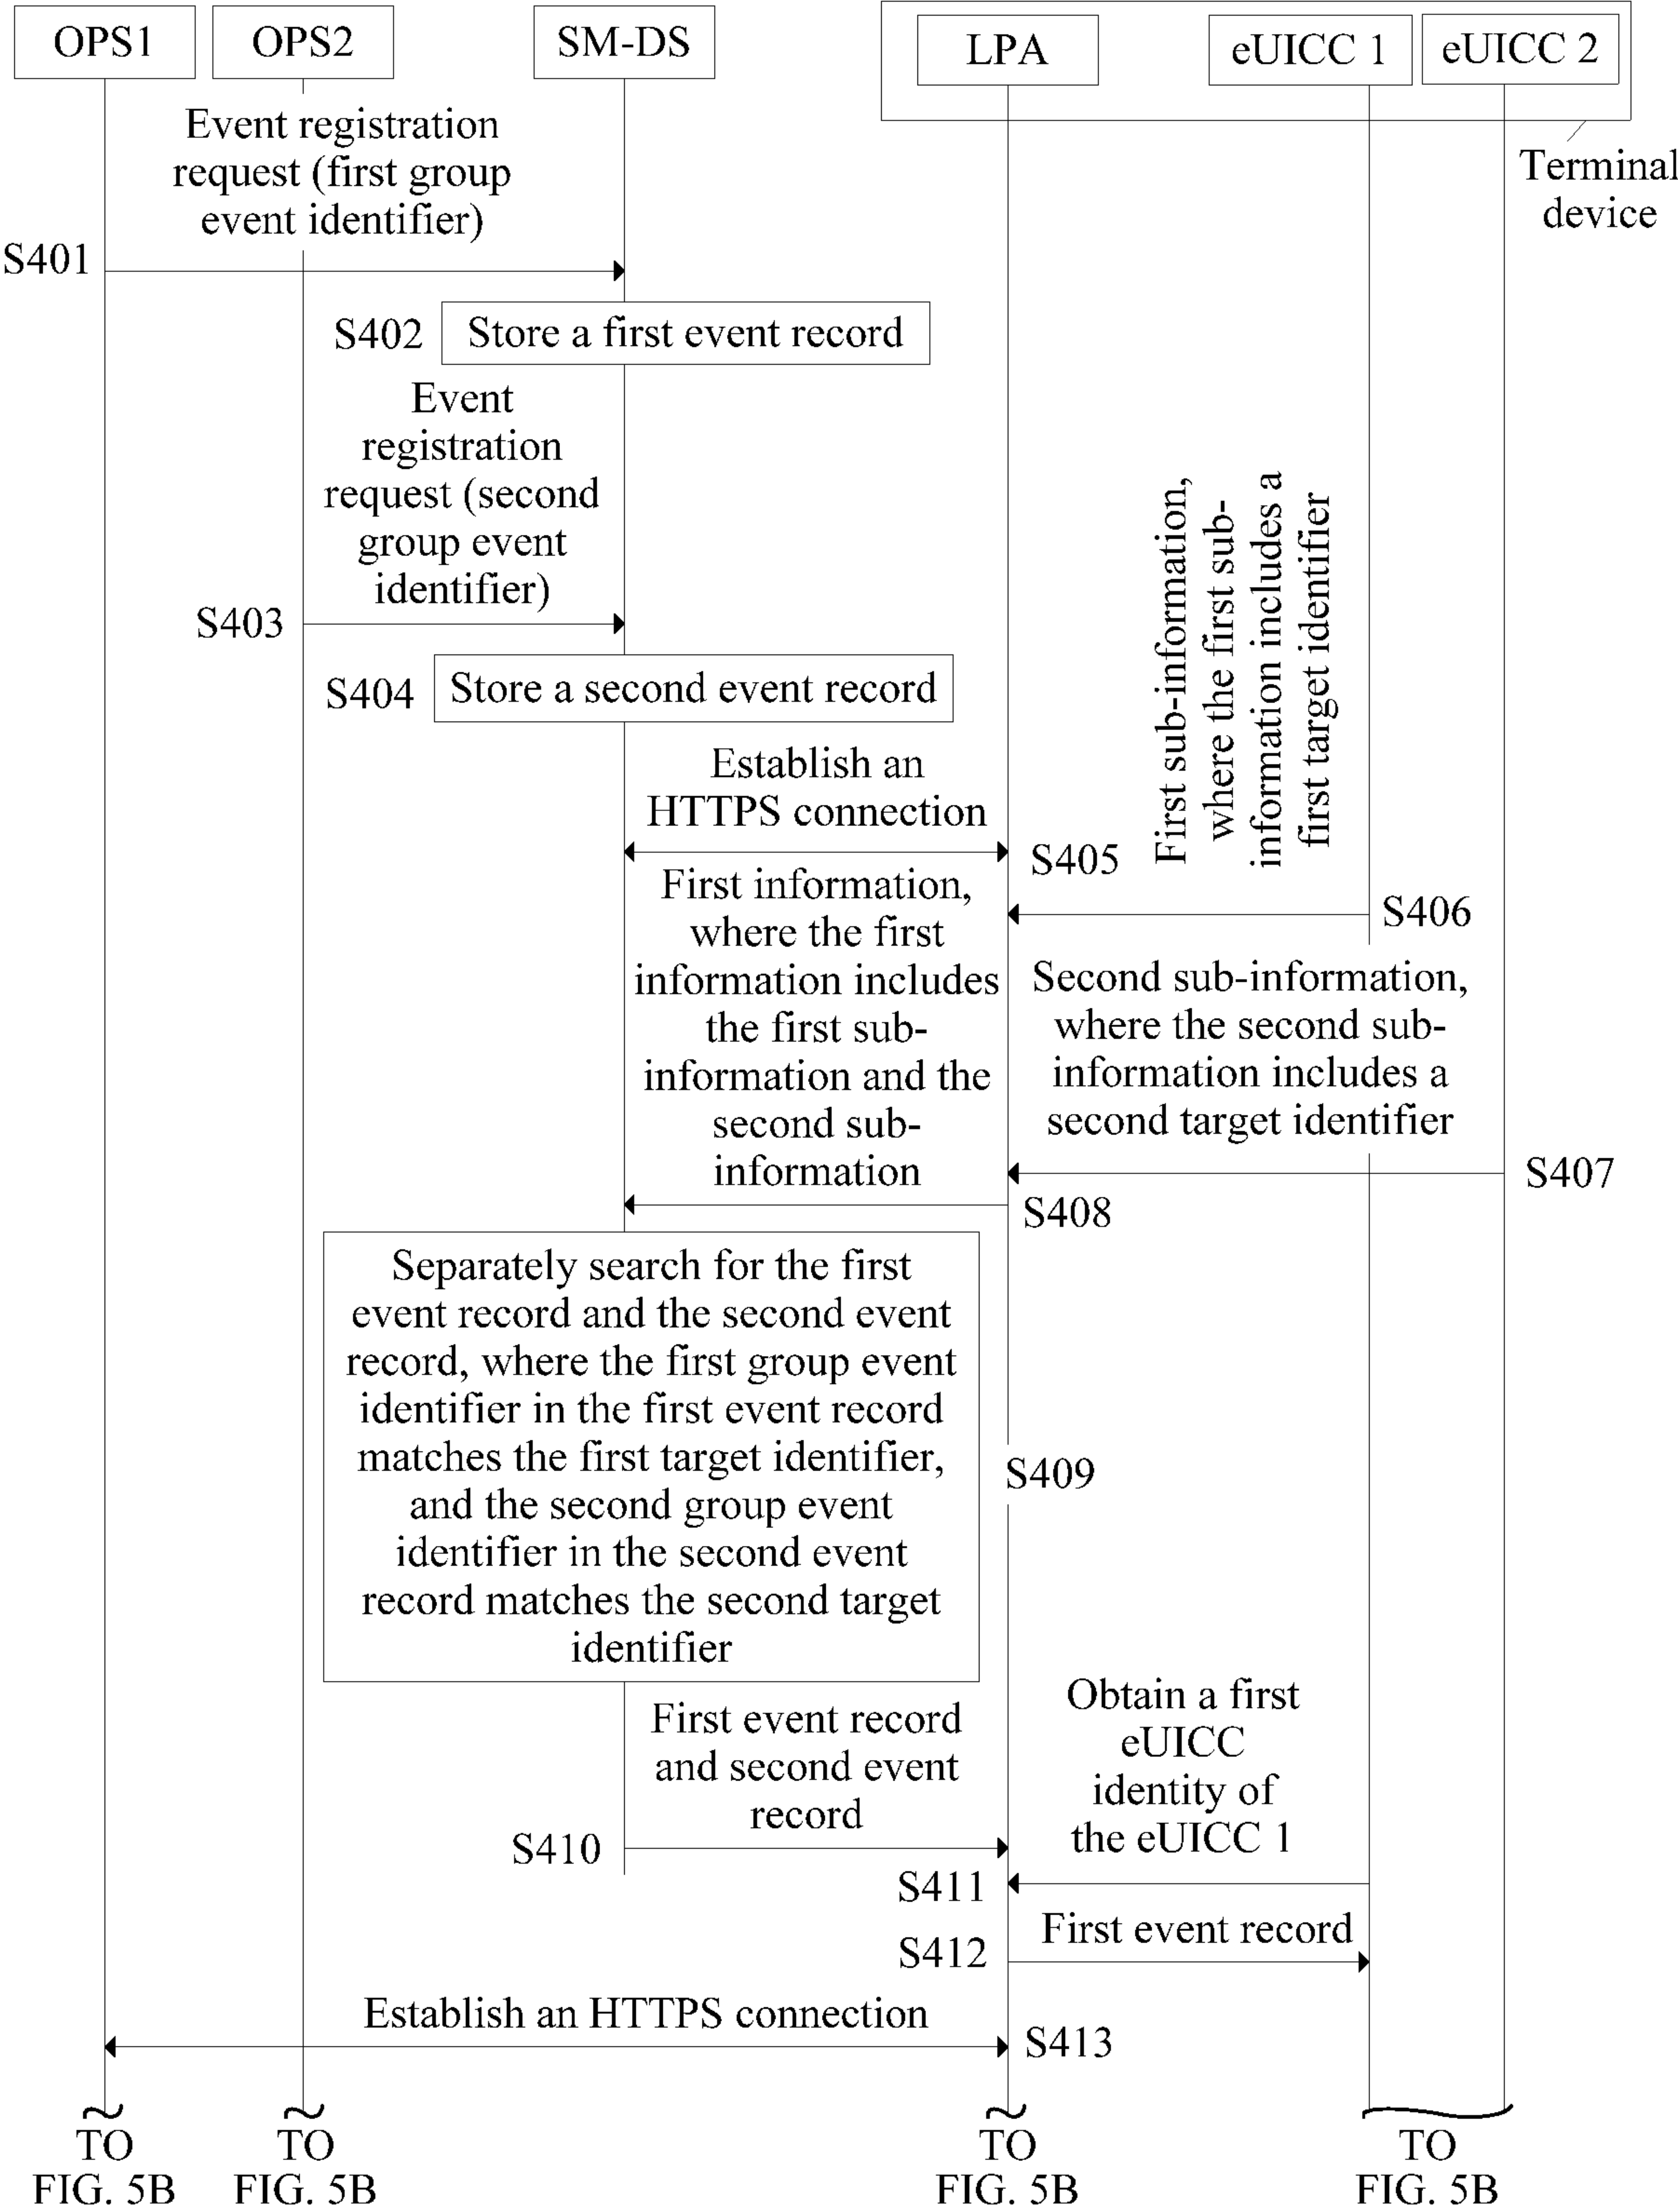 OPS1
OPS2
SM-DS
LPA
eUICC 1
eUICC 2
Terminal
device
Event registration
request (first group
event identifier)
S401
S402
Store a first event record
Event
registration
request (second
group event
identifier)
S403
S404
Store a second event record
Establish an
HTTPS connection
S405
First sub-information,
where the first sub-
information includes a
first target identifier
S406
Second sub-information,
where the second sub-
information includes a
second target identifier
S407
First information,
where the first
information includes
the first sub-
information and the
second sub-
information
S408
Separately search for the first
event record and the second event
record, where the first group event
identifier in the first event record
matches the first target identifier,
and the second group event
identifier in the second event
record matches the second target
identifier
S409
First event record
and second event
record
S410
Obtain a first
eUICC
identity of
the eUICC 1
S411
First event record
S412
Establish an HTTPS connection
S413
TO
FIG. 5B
TO
FIG. 5B
TO
FIG. 5B
TO
FIG. 5B